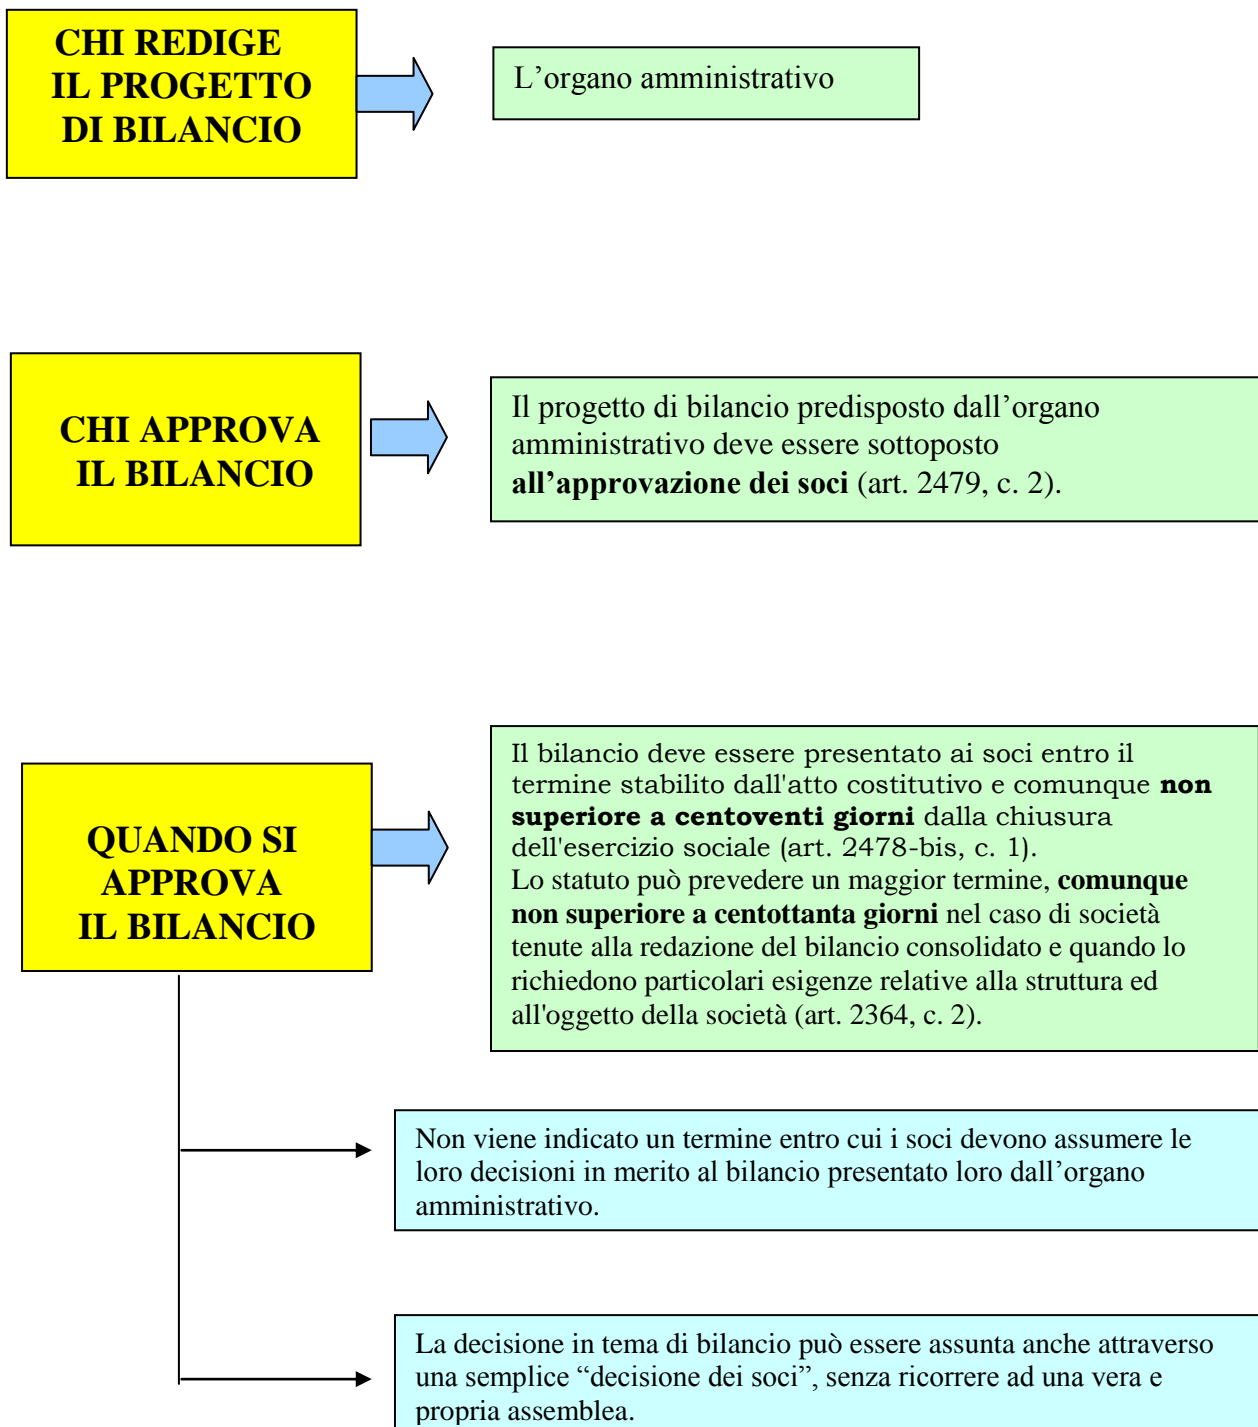 CHI REDIGE
IL PROGETTO
DI BILANCIO
L’organo amministrativo
CHI APPROVA
IL BILANCIO
Il progetto di bilancio predisposto dall’organo
amministrativo deve essere sottoposto
all’approvazione dei soci (art. 2479, c. 2).
QUANDO SI
APPROVA
IL BILANCIO
Il bilancio deve essere presentato ai soci entro il
termine stabilito dall'atto costitutivo e comunque non
superiore a centoventi giorni dalla chiusura
dell'esercizio sociale (art. 2478-bis, c. 1).
Lo statuto può prevedere un maggior termine, comunque
non superiore a centottanta giorni nel caso di società
tenute alla redazione del bilancio consolidato e quando lo
richiedono particolari esigenze relative alla struttura ed
all'oggetto della società (art. 2364, c. 2).
Non viene indicato un termine entro cui i soci devono assumere le
loro decisioni in merito al bilancio presentato loro dall’organo
amministrativo.
La decisione in tema di bilancio può essere assunta anche attraverso
una semplice “decisione dei soci”, senza ricorrere ad una vera e
propria assemblea.